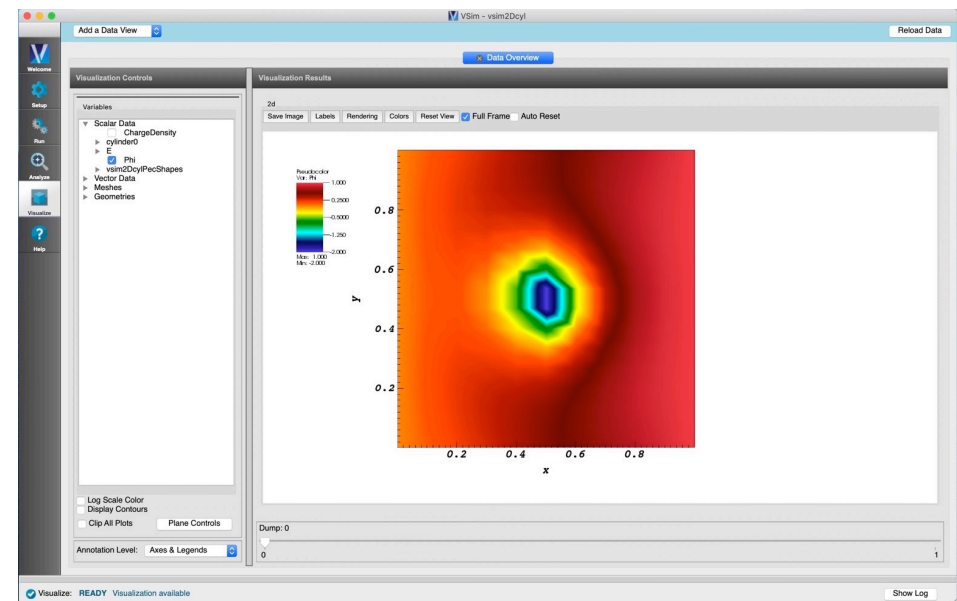 VSim - vsim2Dcyl
Add a Data View
Reload Data
Data Overview
Welcome
Setup
Run
Analyze
Visualize
Help
Visualization Controls
Variables
Scalar Data
ChargeDensity
cylinder0
E
Phi
vsim2DcylPecShapes
Vector Data
Meshes
Geometries
Log Scale Color
Display Contours
Clip All Plots
Plane Controls
Annotation Level: Axes & Legends
Visualization Results
2d
Save Image Labels Rendering Colors Reset View Full Frame Auto Reset
Pseudocolor
Var: Phi
1.000
0.2500
-0.5000
-1.250
-2.000
Max: 1.000
Min: -2.000
0.8
0.6
y
0.4
0.2
0.2 0.4 0.6 0.8
x
Dump: 0
0 1
Visualize: READY Visualization available
Show Log